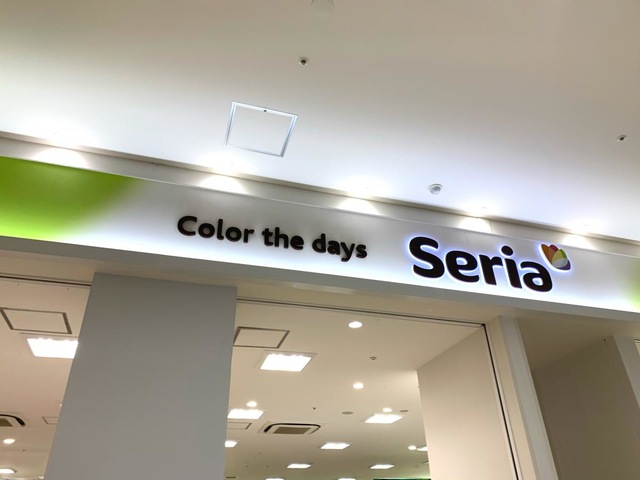 Color the days Seria